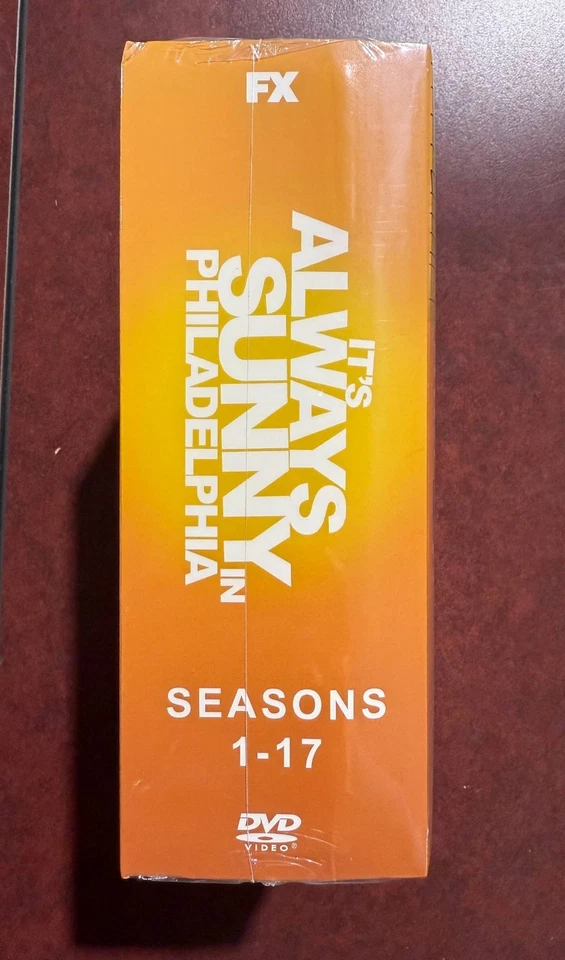 FX
IT'S
ALWAYS
SUNNY IN
PHILADELPHIA
SEASONS
1-17
DVD
VIDEO®